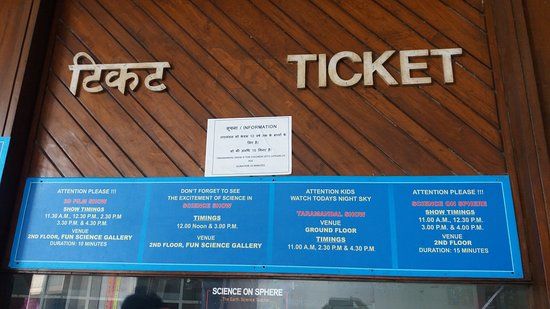 टिकट
TICKET
सूचना / INFORMATION
ATTENTION PLEASE !!!
3D FILM SHOW
SHOW TIMINGS
11.30 A.M., 12.30 P.M., 2.30 P.M
3.30 P.M. & 4.30 P.M.
VENUE
2ND FLOOR, FUN SCIENCE GALLERY
DURATION: 10 MINUTES
DON'T FORGET TO SEE
THE EXCITEMENT OF SCIENCE IN
SCIENCE SHOW
TIMINGS
12.00 Noon & 3.00 P.M.
VENUE
2ND FLOOR, FUN SCIENCE GALLERY
ATTENTION KIDS
WATCH TODAYS NIGHT SKY
TARAMANDAL SHOW
VENUE
GROUND FLOOR
TIMINGS
11.00 A.M, 2.30 P.M & 4.30 P.M.
ATTENTION PLEASE !!!
SCIENCE ON SPHERE
SHOW TIMINGS
11.00 A.M., 12.30 P.M.
3.00 P.M. & 4.00 P.M.
VENUE
2ND FLOOR
DURATION: 15 MINUTES
SCIENCE ON SPHERE